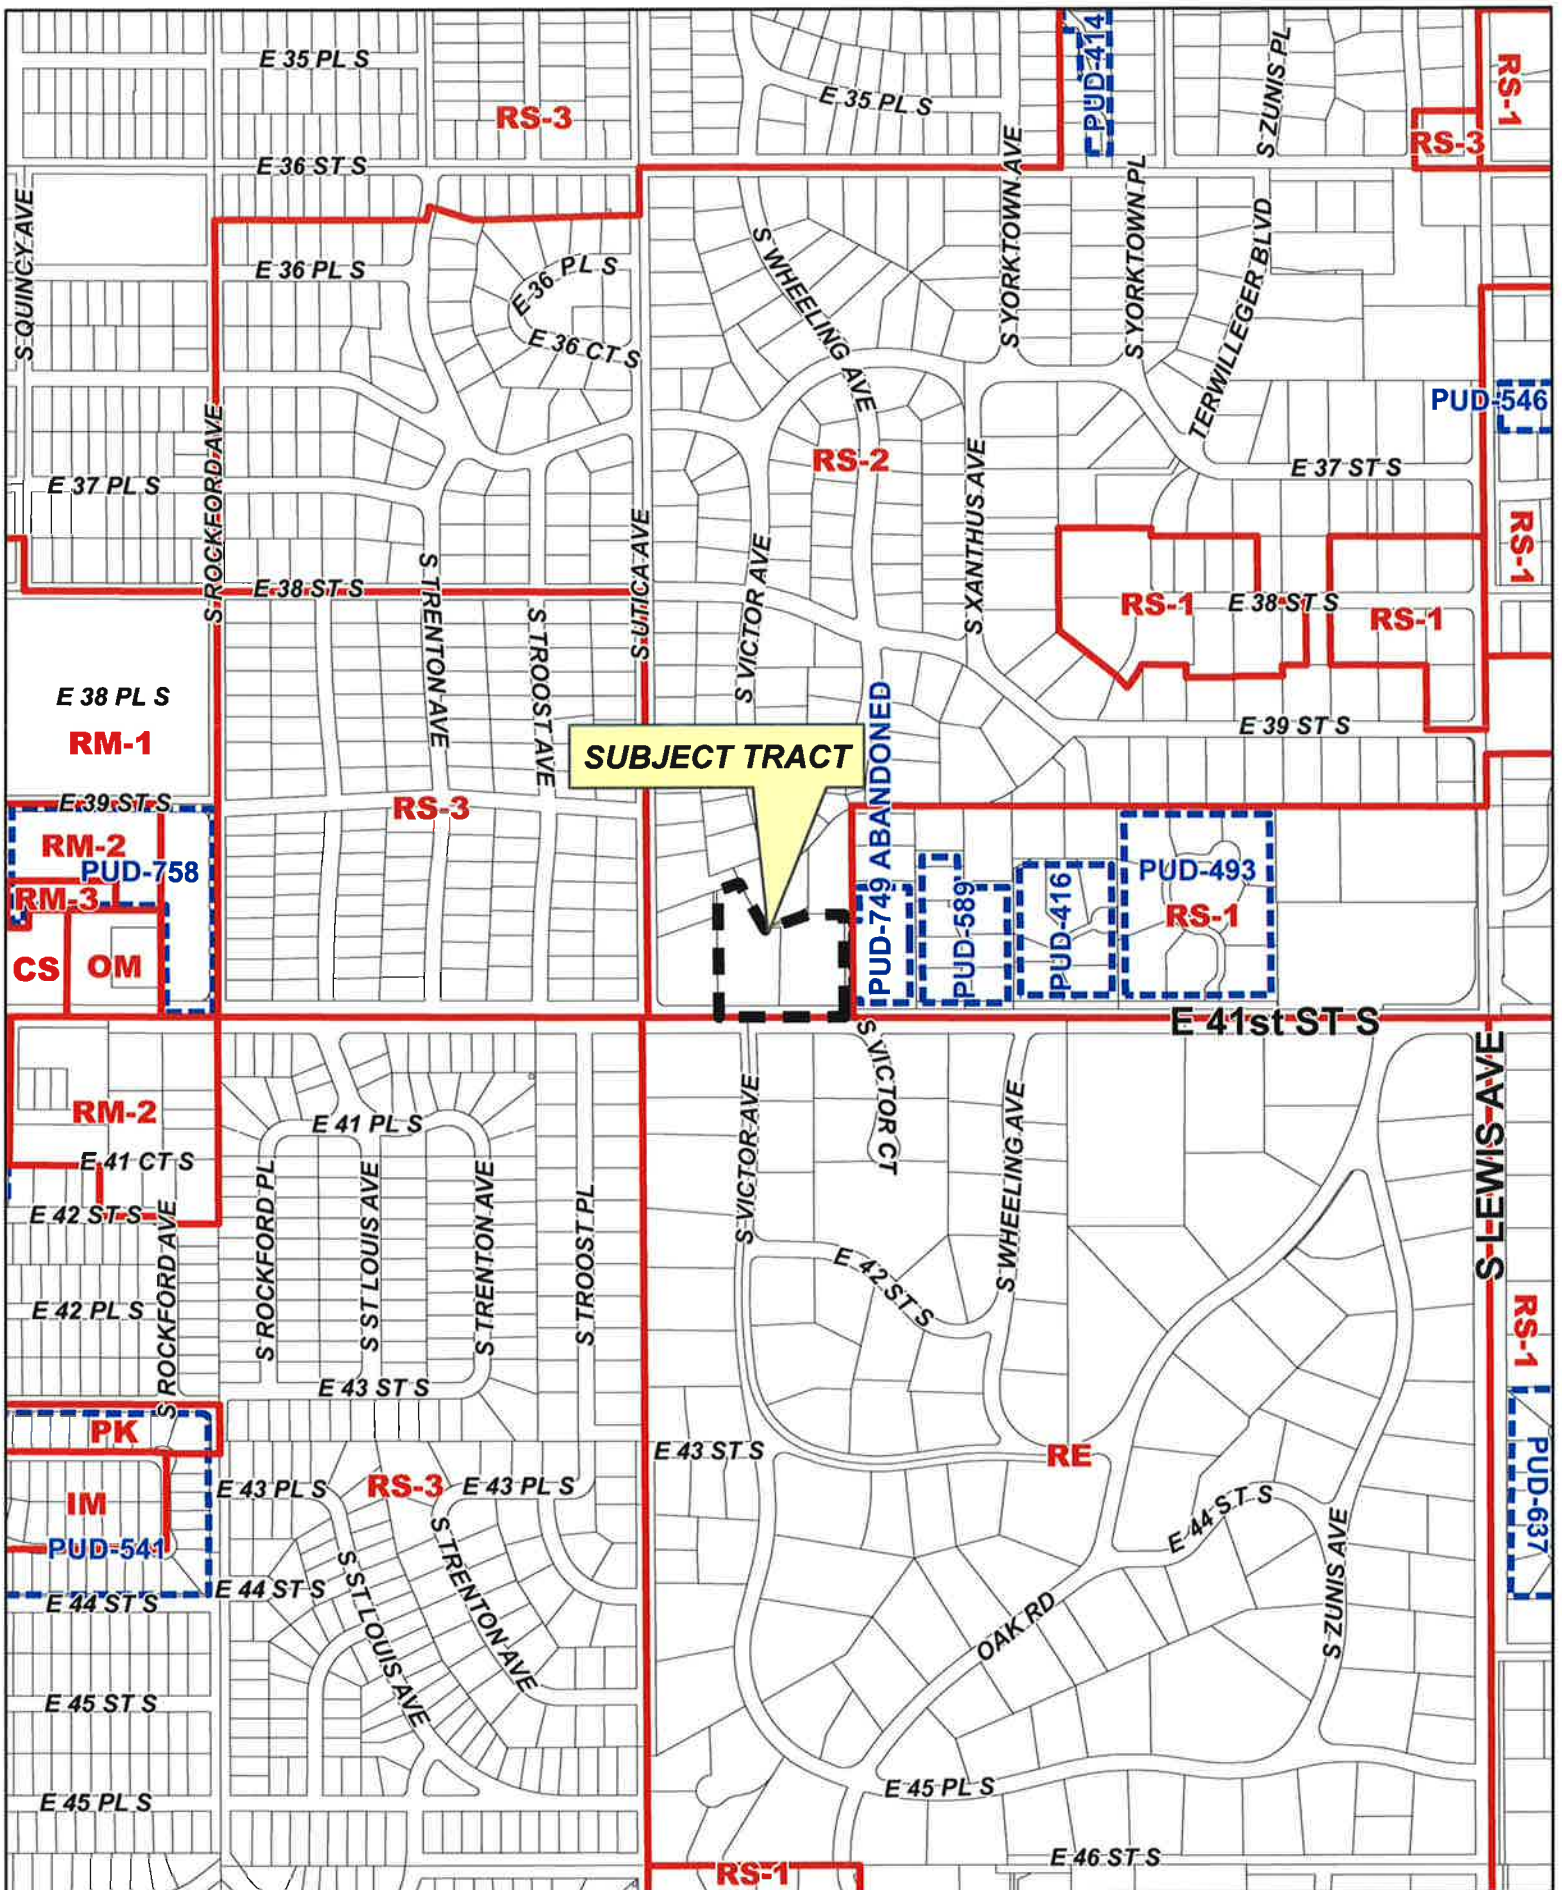 E 35 PL S
RS-3
E 35 PL S
PUD-414
S ZUNIS PL
RS-1
RS-3
E 36 ST S
S QUINCY AVE
E 36 PL S
E 36 PL S
E 36 CT S
S WHEELING AVE
S YORKTOWN AVE
S YORKTOWN PL
TERWILLEGER BLVD
PUD-546
S ROCKFORD AVE
RS-2
E 37 PL S
E 37 ST S
S UTICA AVE
S XANTHUS AVE
RS-1
S VICTOR AVE
S TRENTON AVE
E 38 ST S
S TROOST AVE
RS-1
E 38 ST S
RS-1
E 38 PL S
RM-1
E 39 ST S
SUBJECT TRACT
E 39 ST S
RS-3
RM-2
PUD-758
RM-3
CS
OM
PUD-749 ABANDONED
PUD-589
PUD-416
PUD-493
RS-1
E 41st ST S
S LEWIS AVE
RM-2
E 41 PL S
E 41 CT S
E 42 ST S
S ROCKFORD AVE
S ROCKFORD PL
S ST LOUIS AVE
S TRENTON AVE
S TROOST PL
S VICTOR AVE
S VICTOR CT
S WHEELING AVE
E 42 ST S
E 42 PL S
E 43 ST S
RS-1
PK
E 43 ST S
RE
E 43 PL S
RS-3
E 43 PL S
IM
PUD-541
PUD-637
E 44 ST S
S TRENTON AVE
S ST LOUIS AVE
E 44 ST S
E 44 ST S
S ZUNIS AVE
OAK RD
E 45 ST S
E 45 PL S
E 45 PL S
E 46 ST S
RS-1